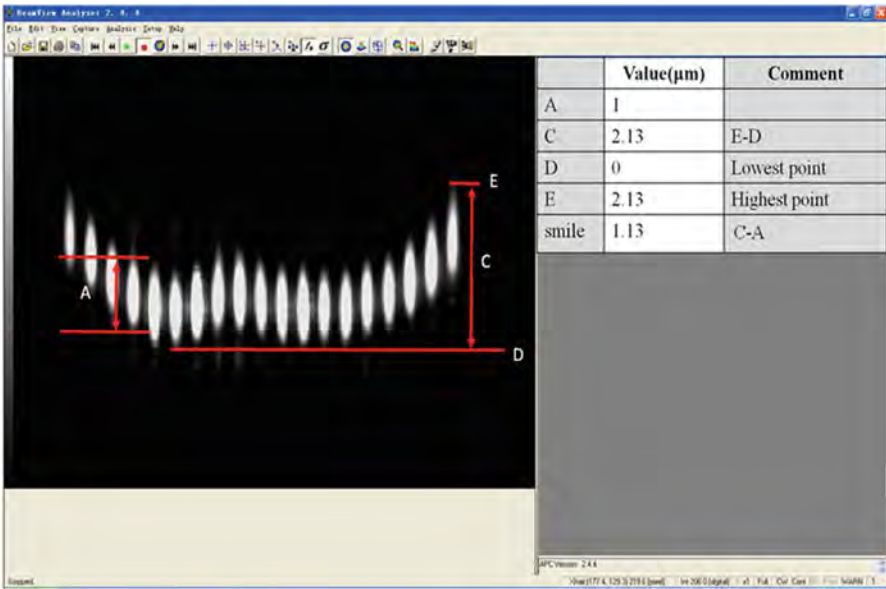 BeamView Analyzer 2. 4. 4
File Edit View Capture Analysis Setup Help
Value(μm) Comment
A 1
C 2.13 E-D
D 0 Lowest point
E 2.13 Highest point
smile 1.13 C-A
E
C
A
D
APC Version 2.4.4
Stopped